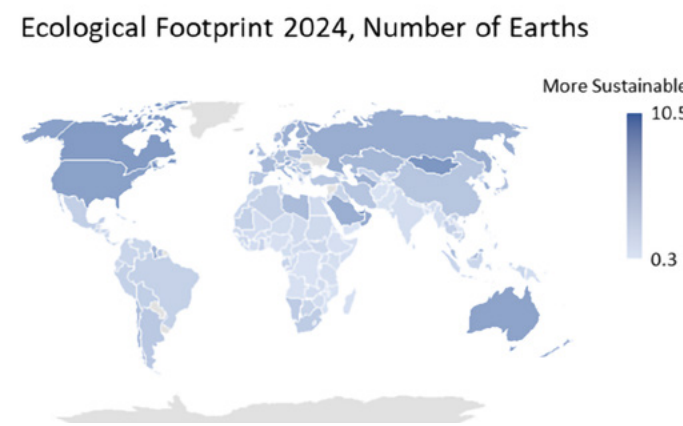 Ecological Footprint 2024, Number of Earths
More Sustainable
10.5
0.3